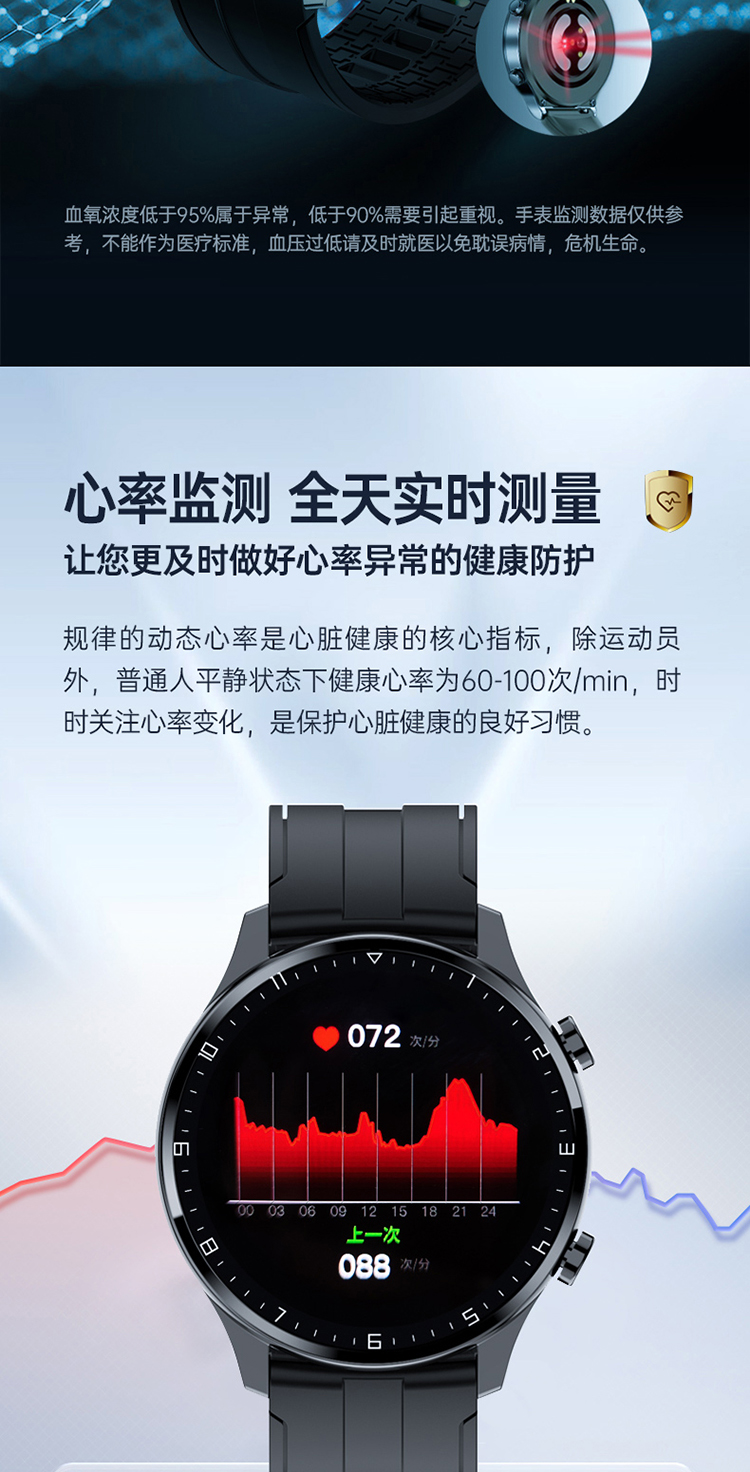 血氧浓度低于95%属于异常，低于90%需要引起重视。手表监测数据仅供参
考，不能作为医疗标准，血压过低请及时就医以免耽误病情，危机生命。
心率监测 全天实时测量
让您更及时做好心率异常的健康防护
规律的动态心率是心脏健康的核心指标，除运动员
外，普通人平静状态下健康心率为60-100次/min，时
时关注心率变化，是保护心脏健康的良好习惯。
11 1
10 2
9 3
8 4
7 5
6
072 次/分
00 03 06 09 12 15 18 21 24
上一次
088 次/分